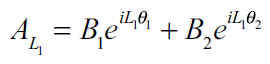 A_{L_1} = B_1 e^{iL_1θ_1} + B_2 e^{iL_1θ_2}